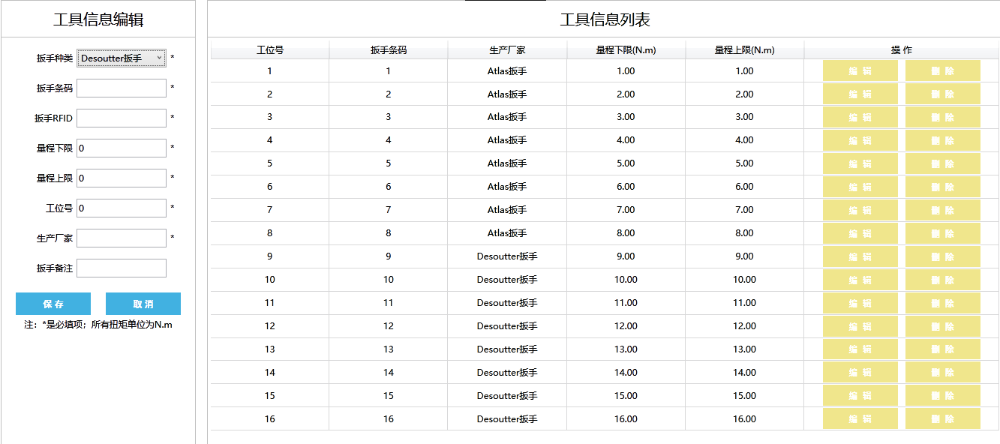 工具信息编辑
扳手种类 Desoutter扳手 *
扳手条码 *
扳手RFID *
量程下限 0 *
量程上限 0 *
工位号 0 *
生产厂家 *
扳手备注
保存 取消
注：*是必填项；所有扭矩单位为N.m
工具信息列表
工位号 扳手条码 生产厂家 量程下限(N.m) 量程上限(N.m) 操作
1 1 Atlas扳手 1.00 1.00 编辑 删除
2 2 Atlas扳手 2.00 2.00 编辑 删除
3 3 Atlas扳手 3.00 3.00 编辑 删除
4 4 Atlas扳手 4.00 4.00 编辑 删除
5 5 Atlas扳手 5.00 5.00 编辑 删除
6 6 Atlas扳手 6.00 6.00 编辑 删除
7 7 Atlas扳手 7.00 7.00 编辑 删除
8 8 Atlas扳手 8.00 8.00 编辑 删除
9 9 Desoutter扳手 9.00 9.00 编辑 删除
10 10 Desoutter扳手 10.00 10.00 编辑 删除
11 11 Desoutter扳手 11.00 11.00 编辑 删除
12 12 Desoutter扳手 12.00 12.00 编辑 删除
13 13 Desoutter扳手 13.00 13.00 编辑 删除
14 14 Desoutter扳手 14.00 14.00 编辑 删除
15 15 Desoutter扳手 15.00 15.00 编辑 删除
16 16 Desoutter扳手 16.00 16.00 编辑 删除